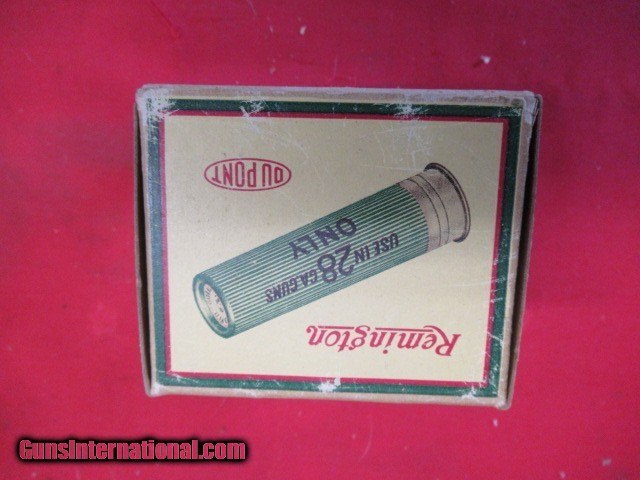 Remington
USE IN 28 GA. GUNS
ONLY
DU PONT
GunsInternational.com